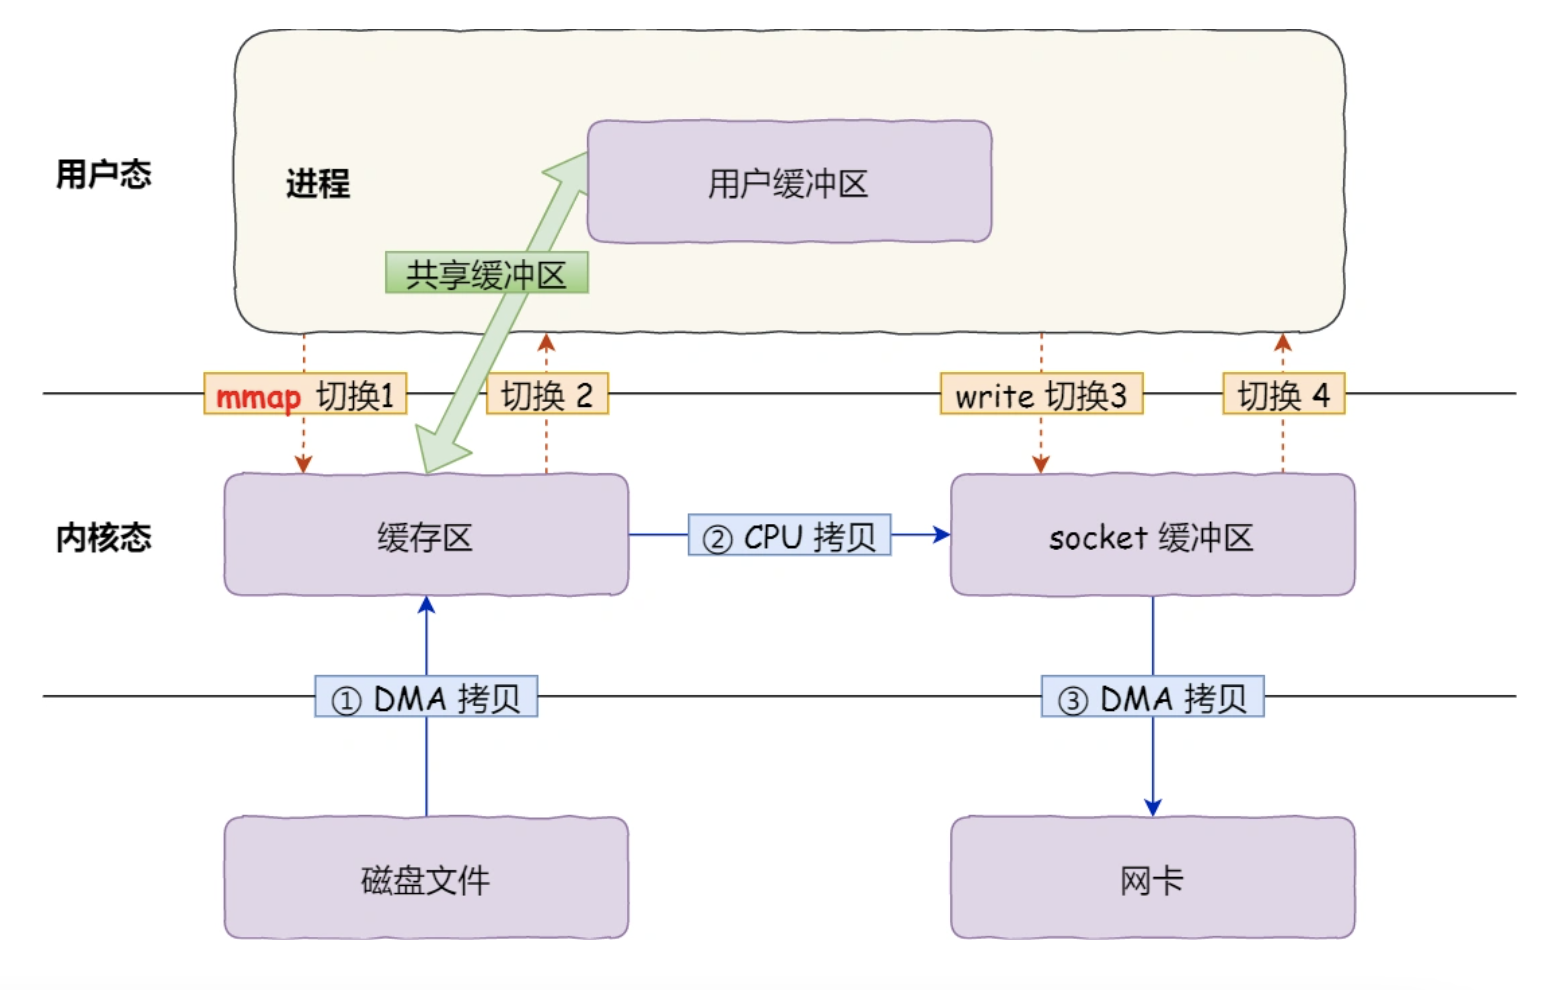 用户态
进程
用户缓冲区
共享缓冲区
mmap 切换1
切换 2
write 切换3
切换 4
内核态
缓存区
② CPU 拷贝
socket 缓冲区
① DMA 拷贝
③ DMA 拷贝
磁盘文件
网卡